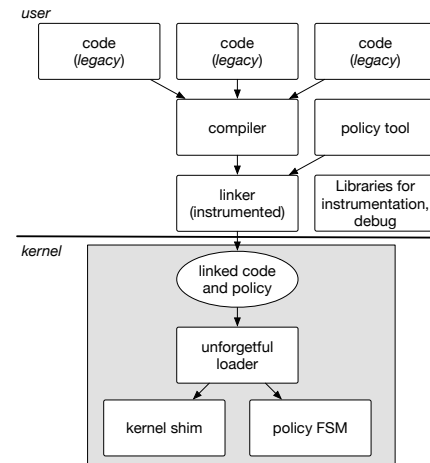 user
code
(legacy)
code
(legacy)
code
(legacy)
compiler
policy tool
linker
(instrumented)
Libraries for
instrumentation,
debug
kernel
linked code
and policy
unforgetful
loader
kernel shim
policy FSM